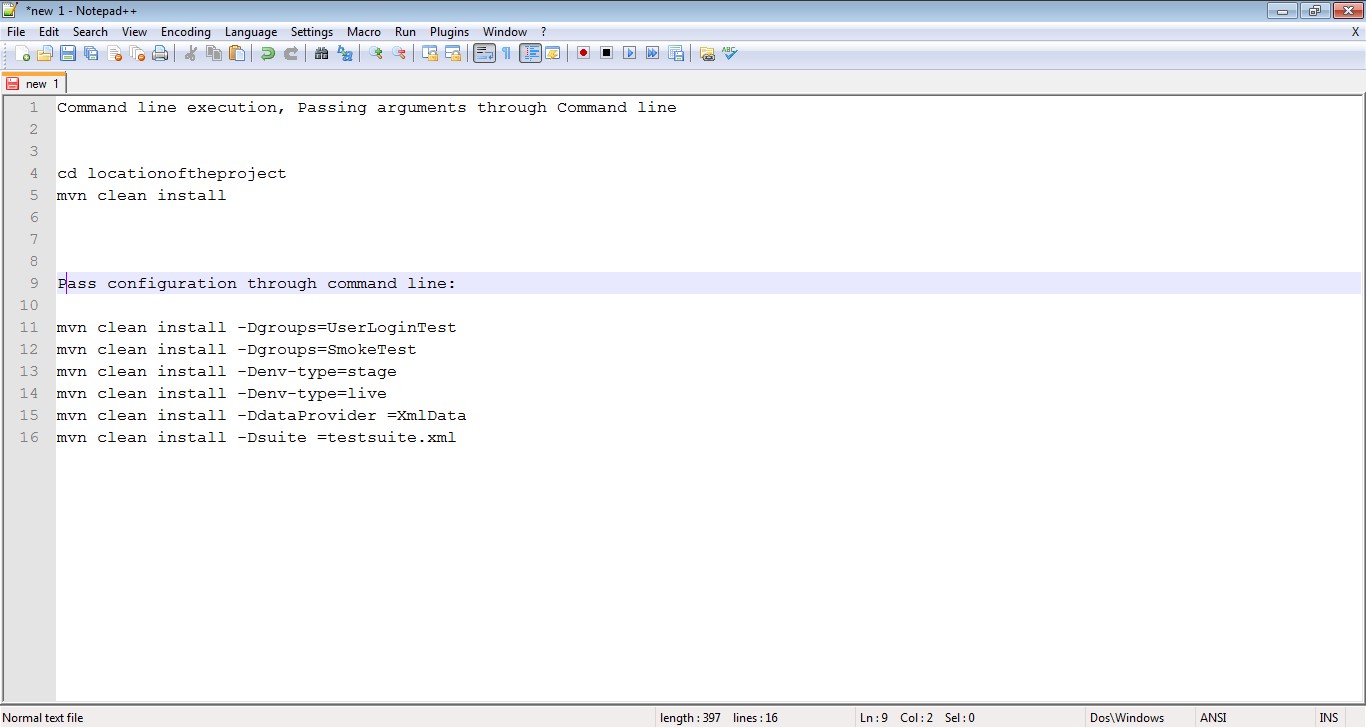 *new 1 - Notepad++
File Edit Search View Encoding Language Settings Macro Run Plugins Window ? X
new 1
1 Command line execution, Passing arguments through Command line
2
3
4 cd locationoftheproject
5 mvn clean install
6
7
8
9 Pass configuration through command line:
10
11 mvn clean install -Dgroups=UserLoginTest
12 mvn clean install -Dgroups=SmokeTest
13 mvn clean install -Denv-type=stage
14 mvn clean install -Denv-type=live
15 mvn clean install -DdataProvider =XmlData
16 mvn clean install -Dsuite =testsuite.xml
Normal text file length : 397 lines : 16 Ln : 9 Col : 2 Sel : 0 Dos\Windows ANSI INS